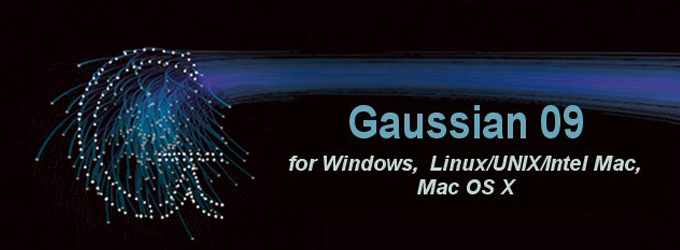 Gaussian 09
for Windows, Linux/UNIX/Intel Mac,
Mac OS X